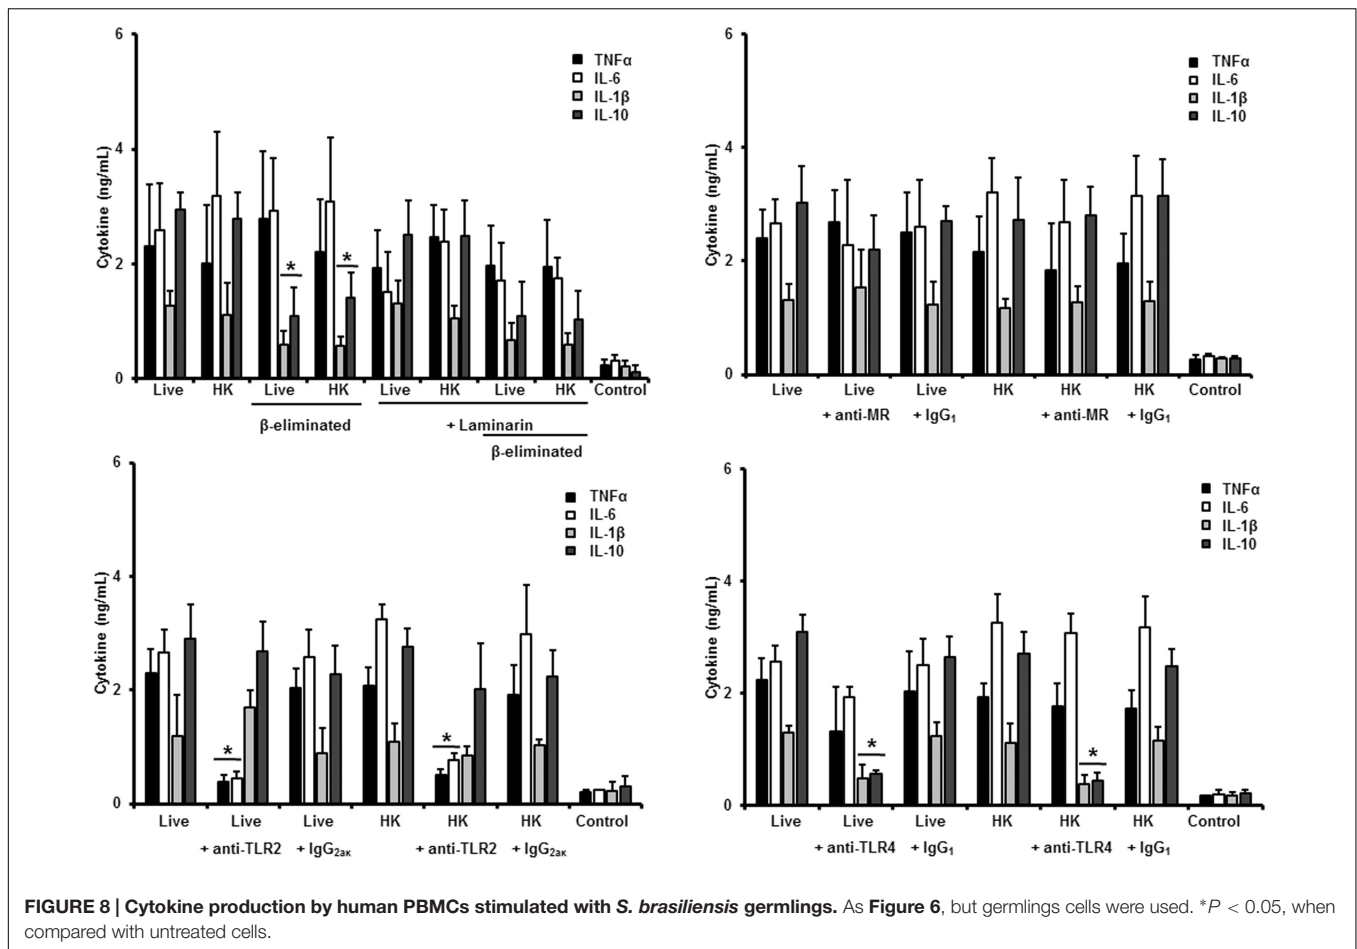 6
4
2
0
Cytokine (ng/mL)
TNFα
IL-6
IL-1β
IL-10
*
*
Live HK Live HK Live HK Live HK Control
β-eliminated
+ Laminarin
β-eliminated
6
4
2
0
Cytokine (ng/mL)
TNFα
IL-6
IL-1β
IL-10
Live Live Live HK HK HK Control
+ anti-MR + IgG₁ + anti-MR + IgG₁
6
4
2
0
Cytokine (ng/mL)
TNFα
IL-6
IL-1β
IL-10
*
*
Live Live Live HK HK HK Control
+ anti-TLR2 + IgG₂ₐκ + anti-TLR2 + IgG₂ₐκ
6
4
2
0
Cytokine (ng/mL)
TNFα
IL-6
IL-1β
IL-10
*
*
Live Live Live HK HK HK Control
+ anti-TLR4 + IgG₁ + anti-TLR4 + IgG₁
FIGURE 8 | Cytokine production by human PBMCs stimulated with S. brasiliensis germlings. As Figure 6, but germlings cells were used. *P < 0.05, when
compared with untreated cells.